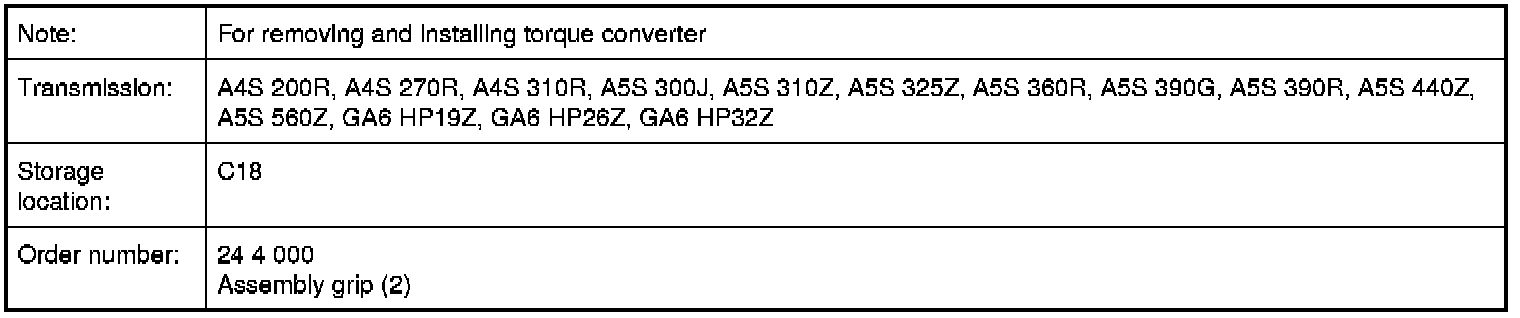 Note: For removing and installing torque converter
Transmission: A4S 200R, A4S 270R, A4S 310R, A5S 300J, A5S 310Z, A5S 325Z, A5S 360R, A5S 390G, A5S 390R, A5S 440Z,
A5S 560Z, GA6 HP19Z, GA6 HP26Z, GA6 HP32Z
Storage location: C18
Order number: 24 4 000
Assembly grip (2)